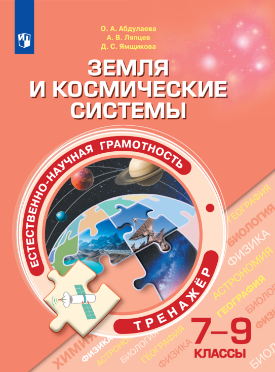 О. А. Абдулаева
А. В. Ляпцев
Д. С. Ямщикова
ЗЕМЛЯ
И КОСМИЧЕСКИЕ
СИСТЕМЫ
ЕСТЕСТВЕННО-НАУЧНАЯ ГРАМОТНОСТЬ
ТРЕНАЖЁР
ГЕОГРАФИЯ
БИОЛОГИЯ
ФИЗИКА
АСТРОНОМИЯ
ГЕОГРАФИЯ
ХИМИЯ
ФИЗИКА
БИОЛОГИЯ
ГЕОГРАФИЯ
ФИЗИКА
7–9
КЛАССЫ